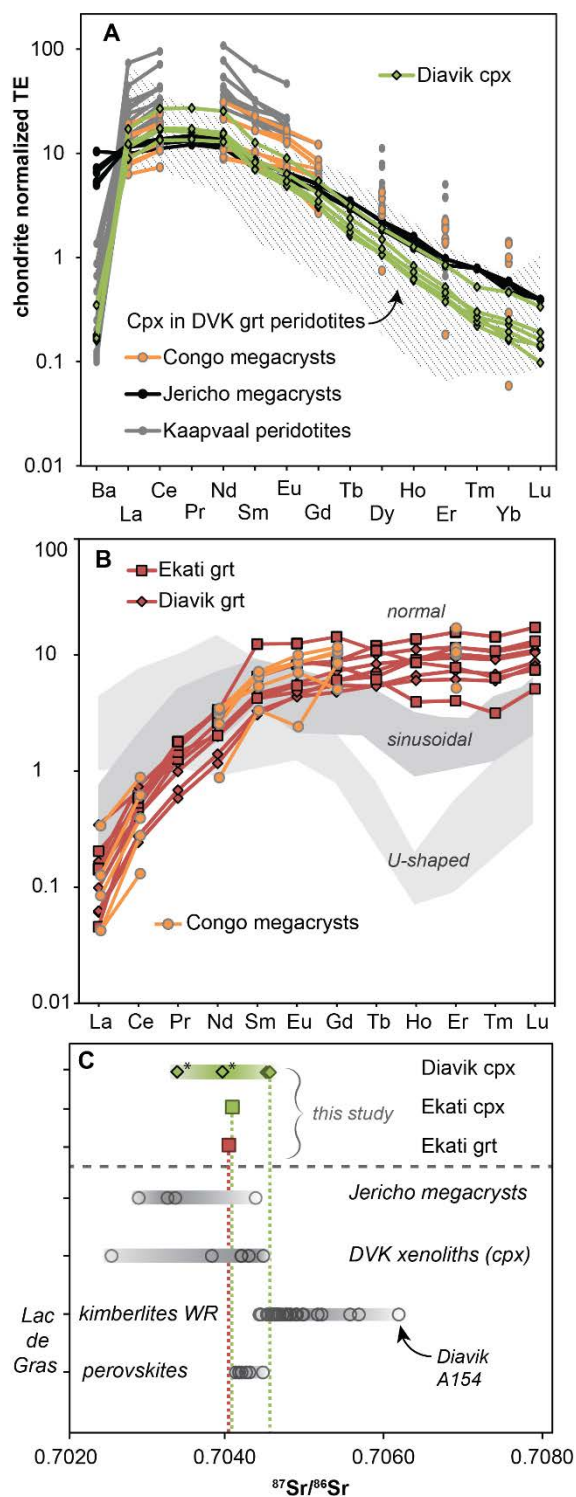 A
100
10
1
0.1
0.01
chondrite normalized TE
Diavik cpx
Cpx in DVK grt peridotites
Congo megacrysts
Jericho megacrysts
Kaapvaal peridotites
Ba Ce Nd Eu Tb Ho Tm Lu
La Pr Sm Gd Dy Er Yb
B
100
10
1
0.1
0.01
Ekati grt
Diavik grt
normal
sinusoidal
U-shaped
Congo megacrysts
La Ce Pr Nd Sm Eu Gd Tb Ho Er Tm Lu
C
* *
Diavik cpx
this study
Ekati cpx
Ekati grt
Jericho megacrysts
DVK xenoliths (cpx)
Lac de Gras
kimberlites WR
Diavik
A154
perovskites
0.7020 0.7040 0.7060 0.7080
⁸⁷Sr/⁸⁶Sr